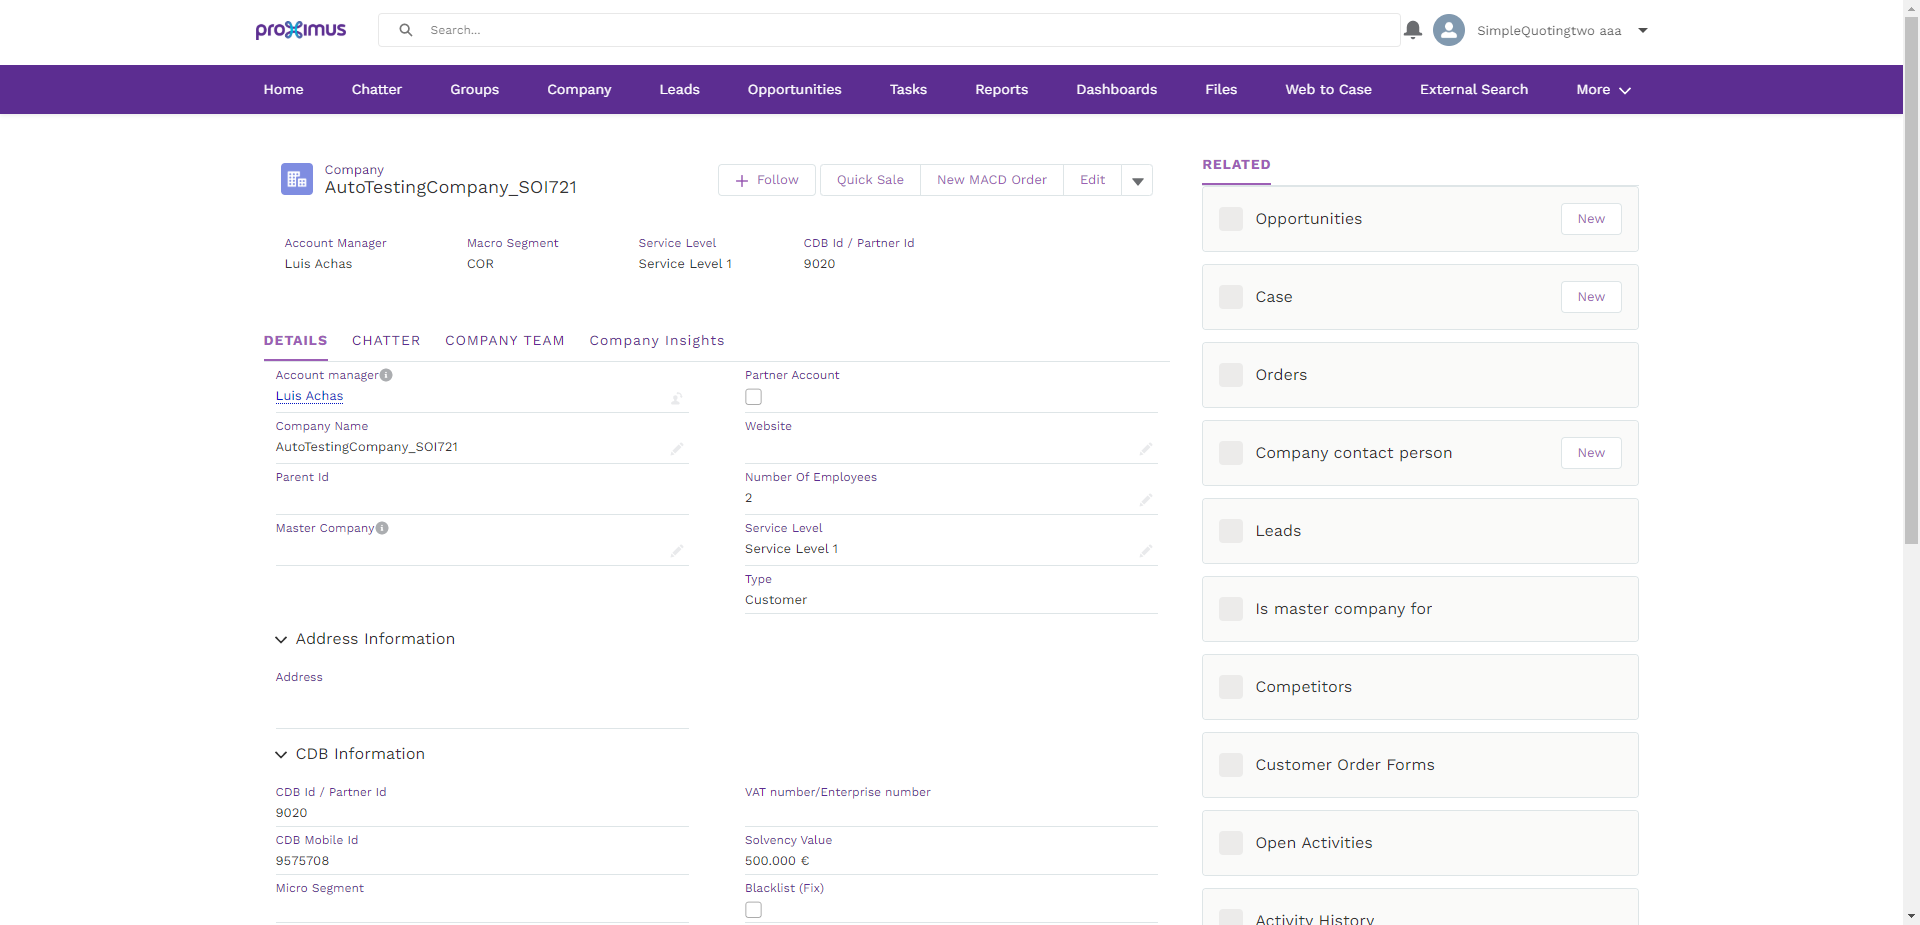 proximus
Search...
SimpleQuotingtwo aaa
Home Chatter Groups Company Leads Opportunities Tasks Reports Dashboards Files Web to Case External Search More
Company
AutoTestingCompany_SOI721
Follow Quick Sale New MACD Order Edit
Account Manager Macro Segment Service Level CDB Id / Partner Id
Luis Achas COR Service Level 1 9020
DETAILS CHATTER COMPANY TEAM Company Insights
Account manager Partner Account
Luis Achas
Company Name Website
AutoTestingCompany_SOI721
Parent Id Number Of Employees
2
Master Company Service Level
Service Level 1
Type
Customer
Address Information
Address
CDB Information
CDB Id / Partner Id VAT number/Enterprise number
9020
CDB Mobile Id Solvency Value
9575708 500.000 €
Micro Segment Blacklist (Fix)
RELATED
Opportunities New
Case New
Orders
Company contact person New
Leads
Is master company for
Competitors
Customer Order Forms
Open Activities
Activity History